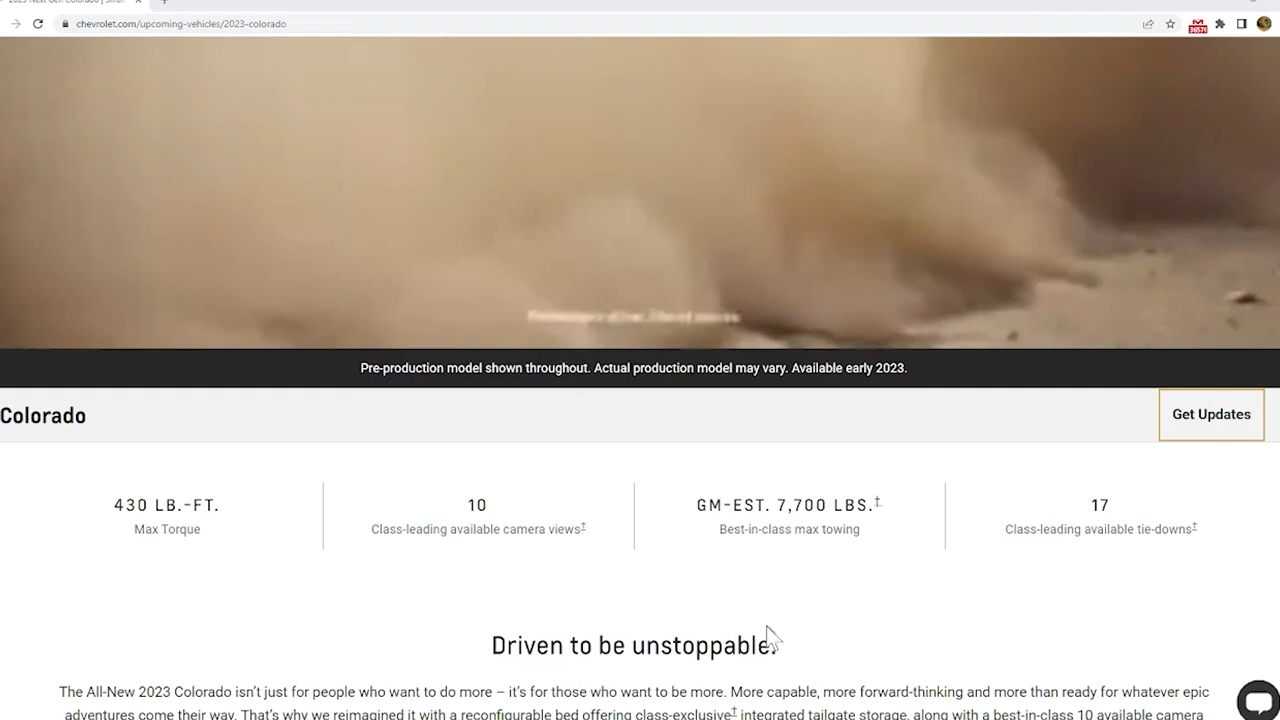 chevrolet.com/upcoming-vehicles/2023-colorado
Pre-production model shown throughout. Actual production model may vary. Available early 2023.
Colorado
Get Updates
430 LB.-FT.
Max Torque
10
Class-leading available camera views‡
GM-EST. 7,700 LBS.‡
Best-in-class max towing
17
Class-leading available tie-downs‡
Driven to be unstoppable.
The All-New 2023 Colorado isn't just for people who want to do more – it's for those who want to be more. More capable, more forward-thinking and more than ready for whatever epic
adventures come their way. That's why we reimagined it with a reconfigurable bed offering class-exclusive‡ integrated tailgate storage, along with a best-in-class 10 available camera